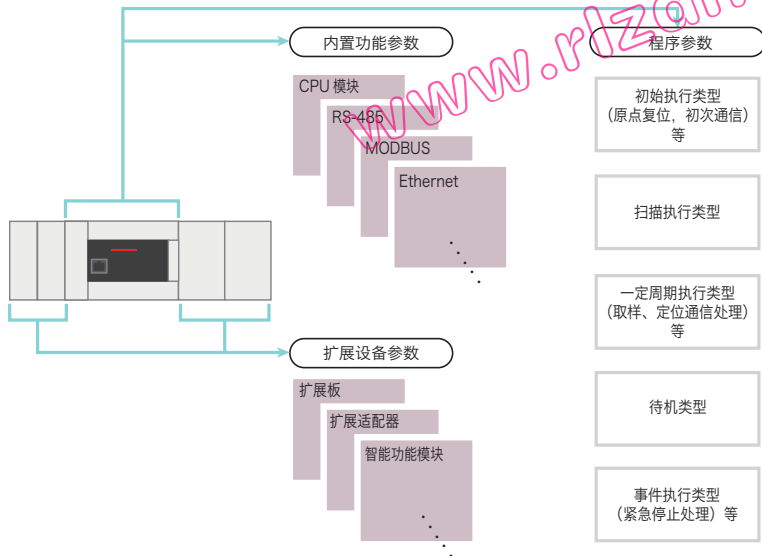 内置功能参数
CPU 模块
RS-485
MODBUS
Ethernet
扩展设备参数
扩展板
扩展适配器
智能功能模块
程序参数
初始执行类型
（原点复位，初次通信）
等
扫描执行类型
一定周期执行类型
（取样、定位通信处理）
等
待机类型
事件执行类型
（紧急停止处理）等